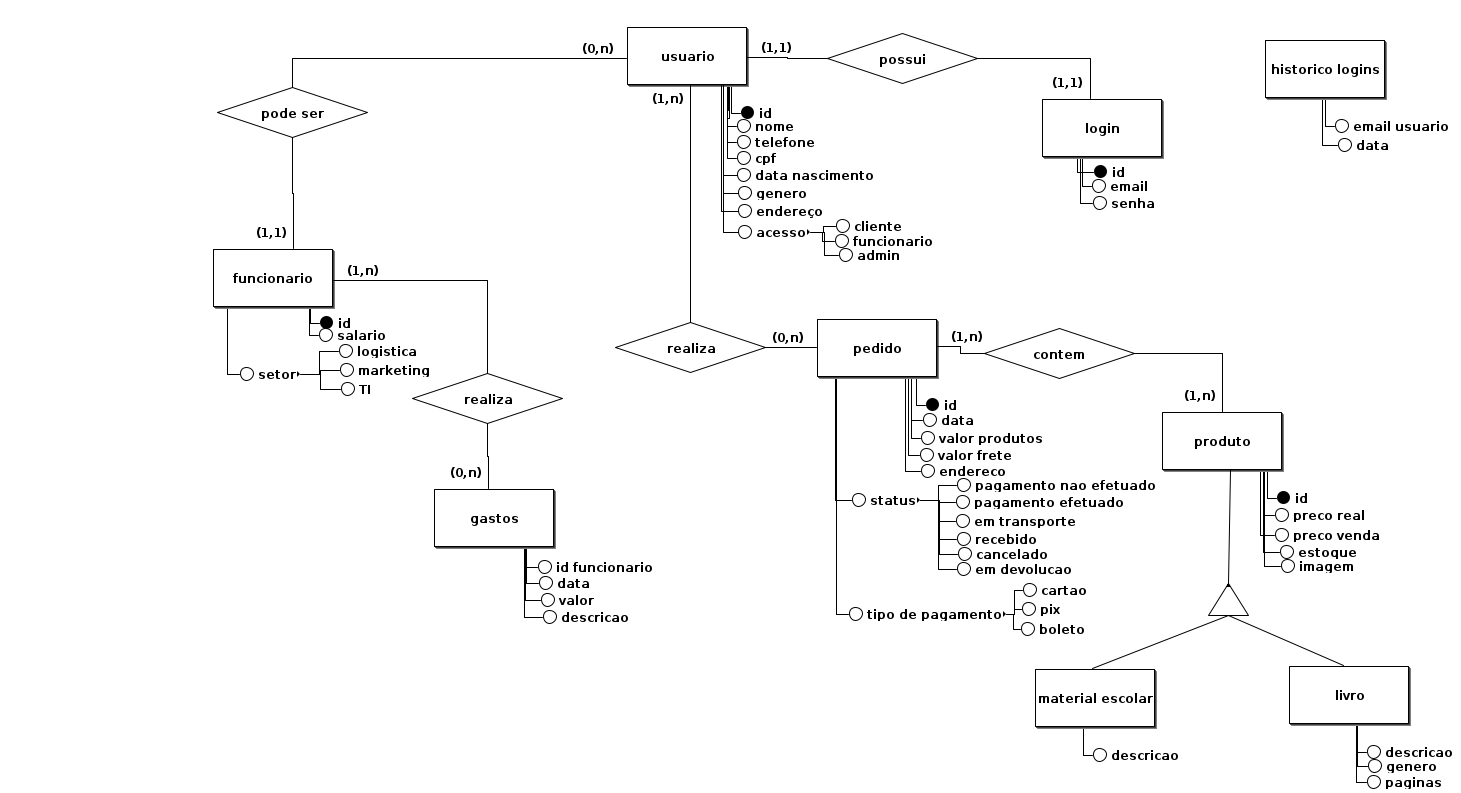 (0,n)
usuario
(1,1)
possui
(1,1)
login
id
email
senha
historico logins
email usuario
data
(1,n)
id
nome
telefone
cpf
data nascimento
genero
endereço
acesso
cliente
funcionario
admin
pode ser
(1,1)
funcionario
(1,n)
id
salario
setor
logistica
marketing
TI
realiza
(0,n)
gastos
id funcionario
data
valor
descricao
realiza
(0,n)
pedido
(1,n)
contem
(1,n)
produto
id
data
valor produtos
valor frete
endereco
status
pagamento nao efetuado
pagamento efetuado
em transporte
recebido
cancelado
em devolucao
tipo de pagamento
cartao
pix
boleto
id
preco real
preco venda
estoque
imagem
material escolar
descricao
livro
descricao
genero
paginas